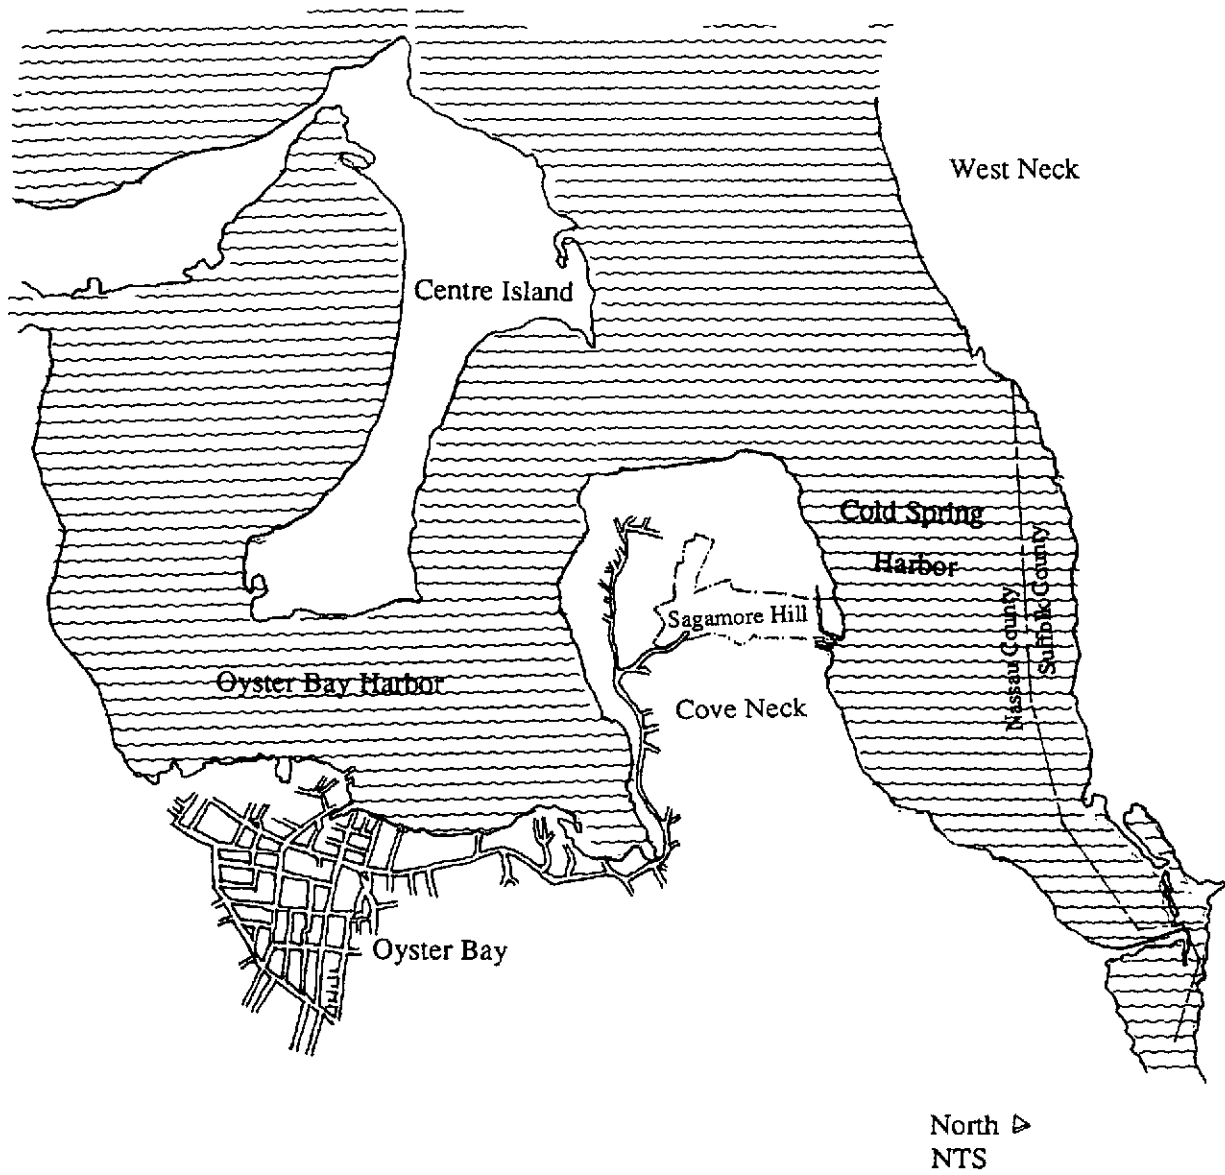 West Neck
Centre Island
Cold Spring
Harbor
Nassau County
Suffolk County
Sagamore Hill
Oyster Bay Harbor
Cove Neck
Oyster Bay
North
NTS